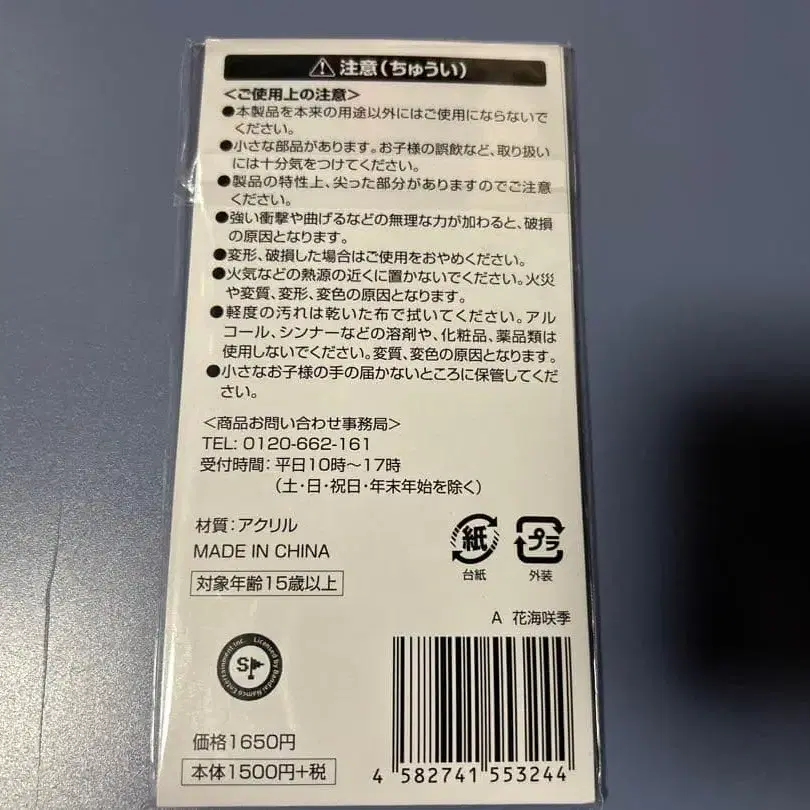 ⚠注意(ちゅうい)
<ご使用上の注意>
●本製品を本来の用途以外にはご使用にならないで
ください。
●小さな部品があります。お子様の誤飲など、取り扱い
には十分気をつけてください。
●製品の特性上、尖った部分がありますのでご注意
ください。
●強い衝撃や曲げるなどの無理な力が加わると、破損
の原因となります。
●変形、破損した場合はご使用をおやめください。
●火気などの熱源の近くに置かないでください。火災
や変質、変形、変色の原因となります。
●軽度の汚れは乾いた布で拭いてください。アル
コール、シンナーなどの溶剤や、化粧品、薬品類は
使用しないでください。変質、変色の原因となります。
●小さなお子様の手の届かないところに保管してくだ
さい。
<商品お問い合わせ事務局>
TEL: 0120-662-161
受付時間：平日10時～17時
(土・日・祝日・年末年始を除く)
材質：アクリル
MADE IN CHINA
対象年齢15歳以上
紙
台紙
プラ
外装
A 花海咲季
Licensed by Bandai Namco Entertainment Inc.
S
価格1650円
本体1500円+税
4 582741 553244